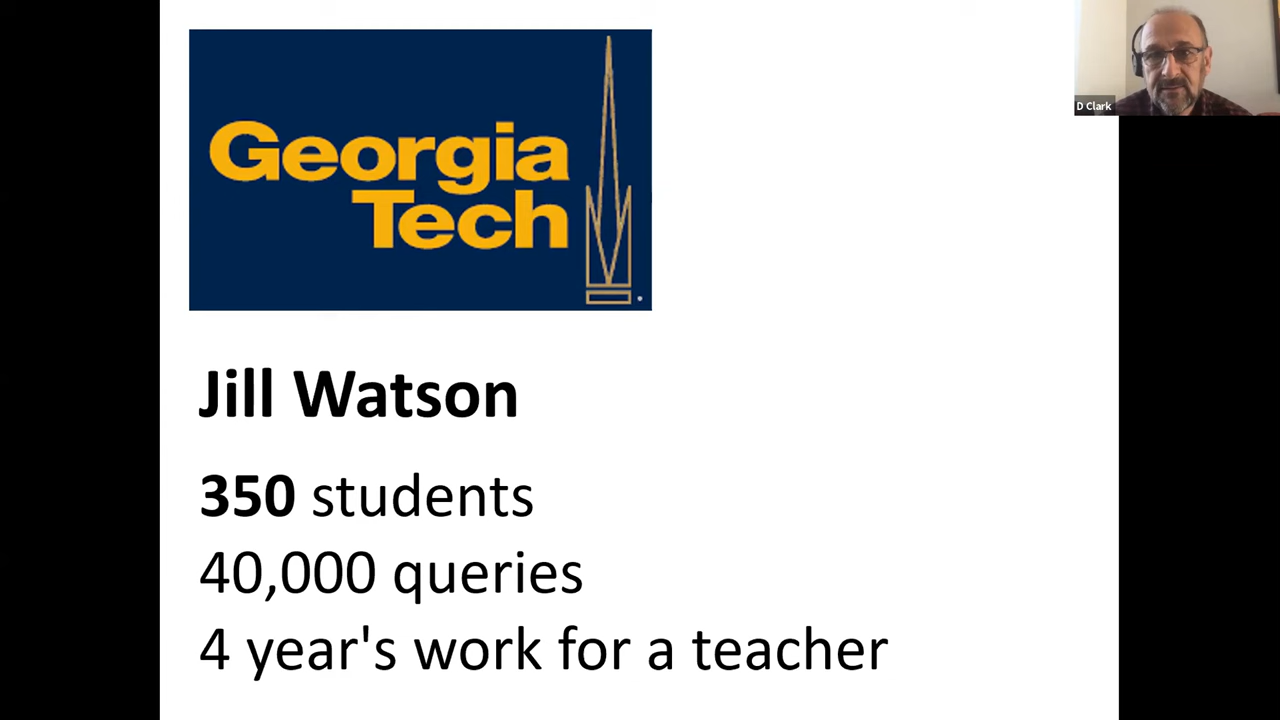 Georgia
Tech
D Clark
Jill Watson
350 students
40,000 queries
4 year's work for a teacher